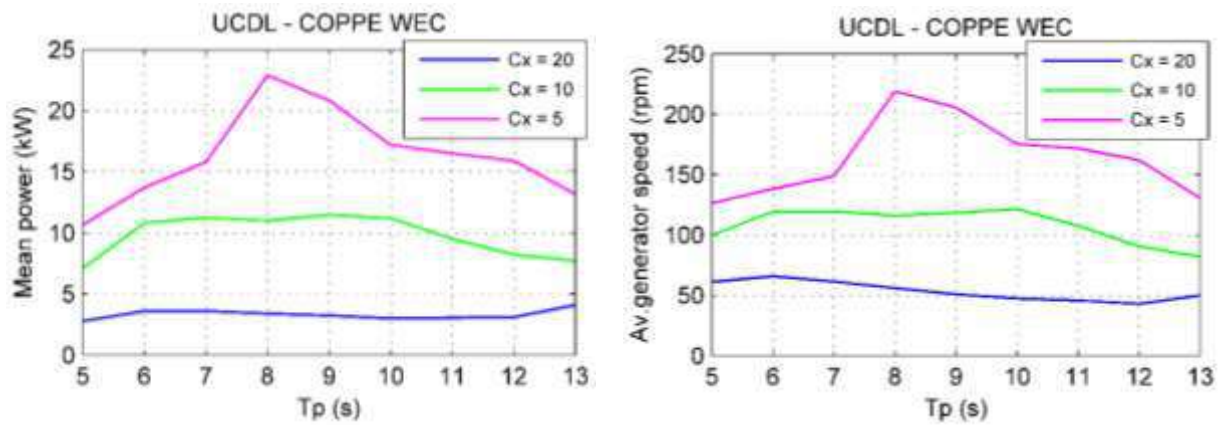 UCDL - COPPE WEC
Cx = 20
Cx = 10
Cx = 5
Mean power (kW)
25
20
15
10
5
0
5 6 7 8 9 10 11 12 13
Tp (s)
UCDL - COPPE WEC
Cx = 20
Cx = 10
Cx = 5
Av.generator speed (rpm)
250
200
150
100
50
0
5 6 7 8 9 10 11 12 13
Tp (s)